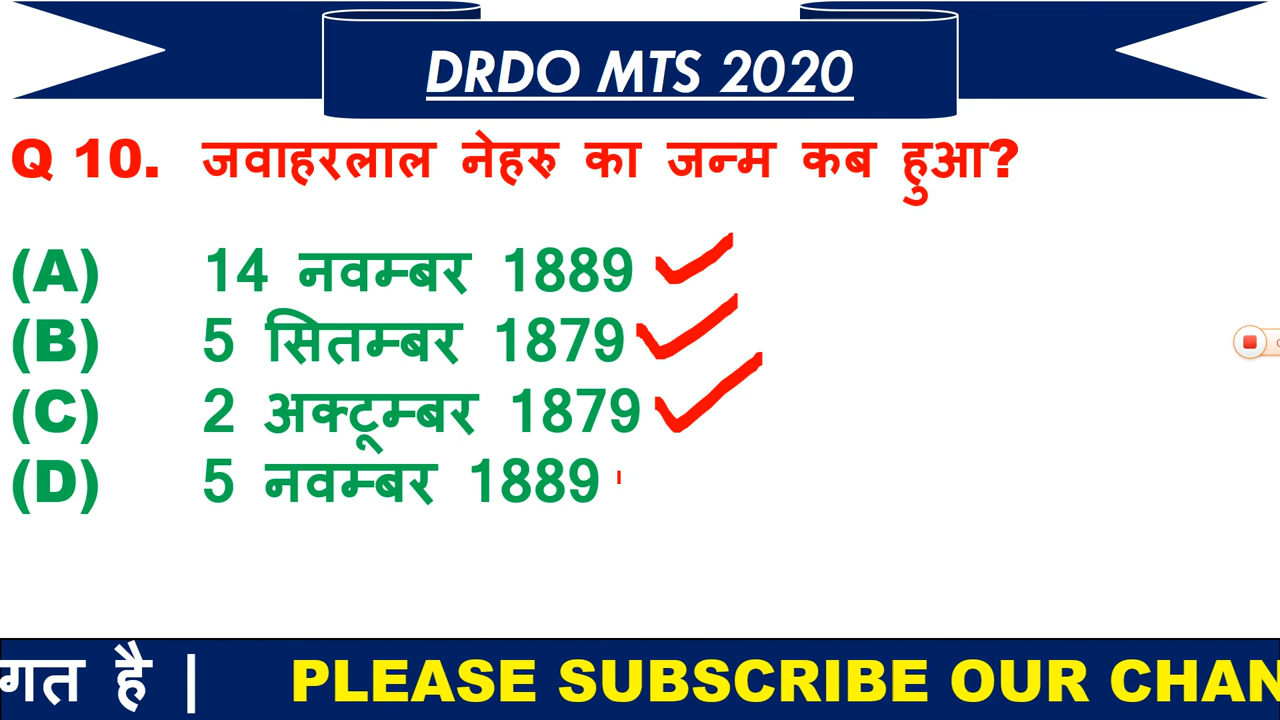 DRDO MTS 2020
Q 10. जवाहरलाल नेहरु का जन्म कब हुआ?
(A) 14 नवम्बर 1889
(B) 5 सितम्बर 1879
(C) 2 अक्टूम्बर 1879
(D) 5 नवम्बर 1889
गत है | PLEASE SUBSCRIBE OUR CHAN